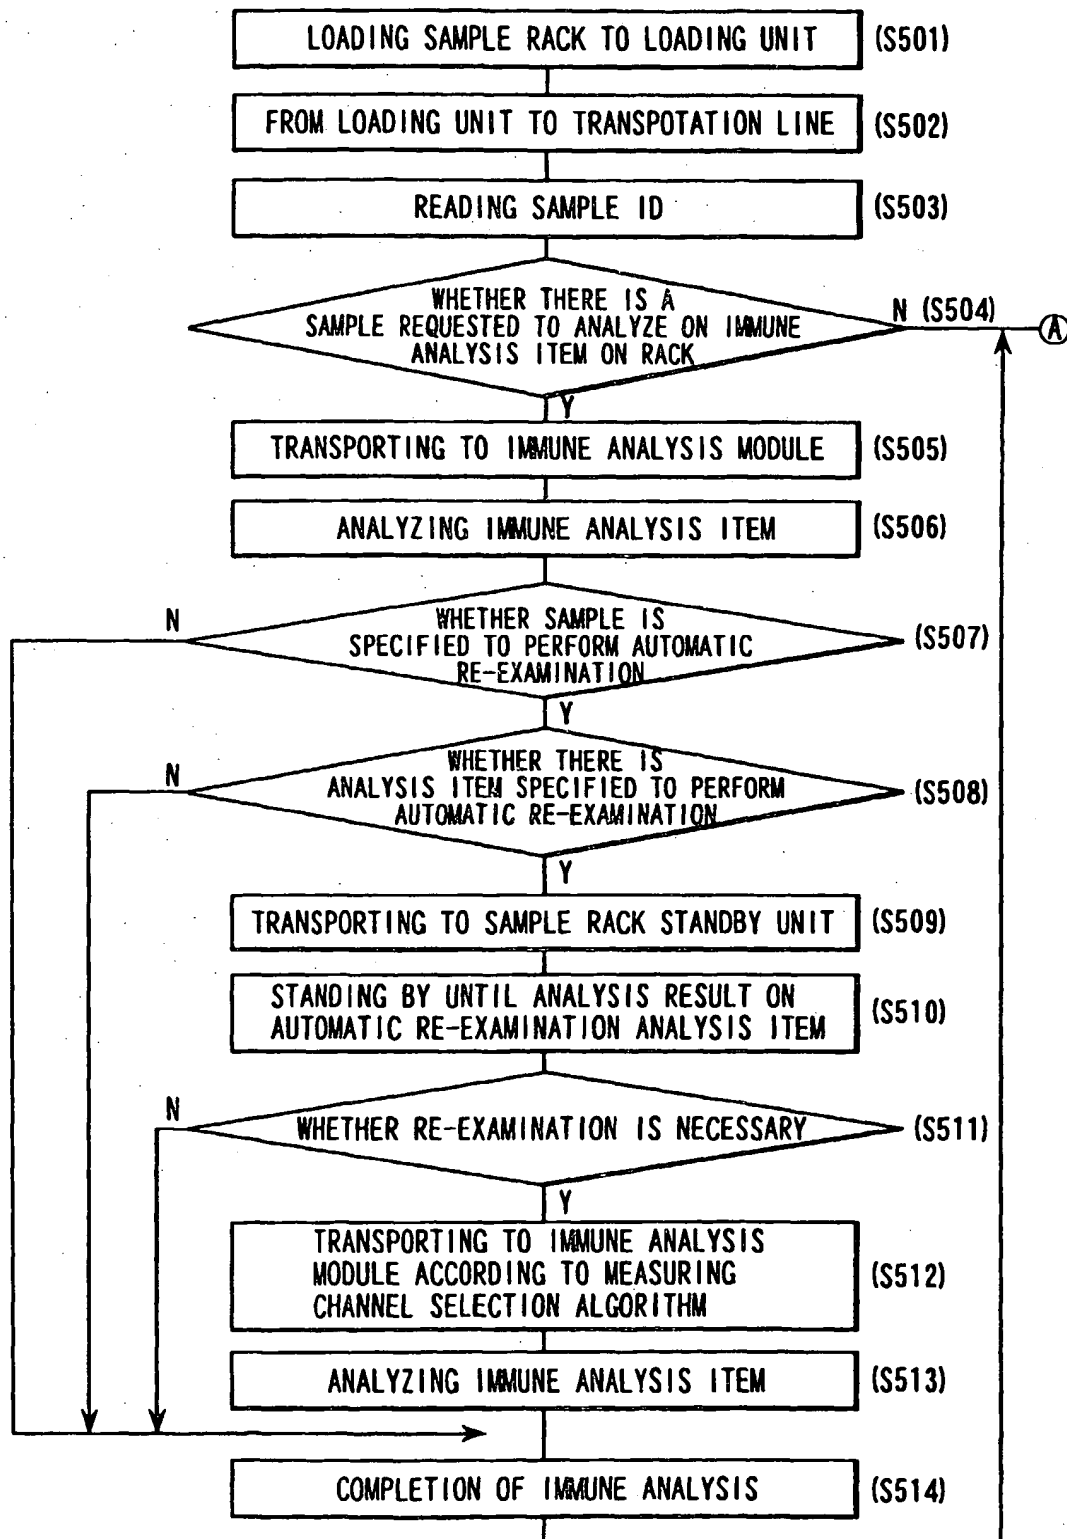 LOADING SAMPLE RACK TO LOADING UNIT (S501)
FROM LOADING UNIT TO TRANSPOTATION LINE (S502)
READING SAMPLE ID (S503)
WHETHER THERE IS A
SAMPLE REQUESTED TO ANALYZE ON IMMUNE
ANALYSIS ITEM ON RACK
N (S504)
A
Y
TRANSPORTING TO IMMUNE ANALYSIS MODULE (S505)
ANALYZING IMMUNE ANALYSIS ITEM (S506)
N
WHETHER SAMPLE IS
SPECIFIED TO PERFORM AUTOMATIC
RE-EXAMINATION
(S507)
Y
N
WHETHER THERE IS
ANALYSIS ITEM SPECIFIED TO PERFORM
AUTOMATIC RE-EXAMINATION
(S508)
Y
TRANSPORTING TO SAMPLE RACK STANDBY UNIT (S509)
STANDING BY UNTIL ANALYSIS RESULT ON
AUTOMATIC RE-EXAMINATION ANALYSIS ITEM
(S510)
N
WHETHER RE-EXAMINATION IS NECESSARY (S511)
Y
TRANSPORTING TO IMMUNE ANALYSIS
MODULE ACCORDING TO MEASURING
CHANNEL SELECTION ALGORITHM
(S512)
ANALYZING IMMUNE ANALYSIS ITEM (S513)
COMPLETION OF IMMUNE ANALYSIS (S514)